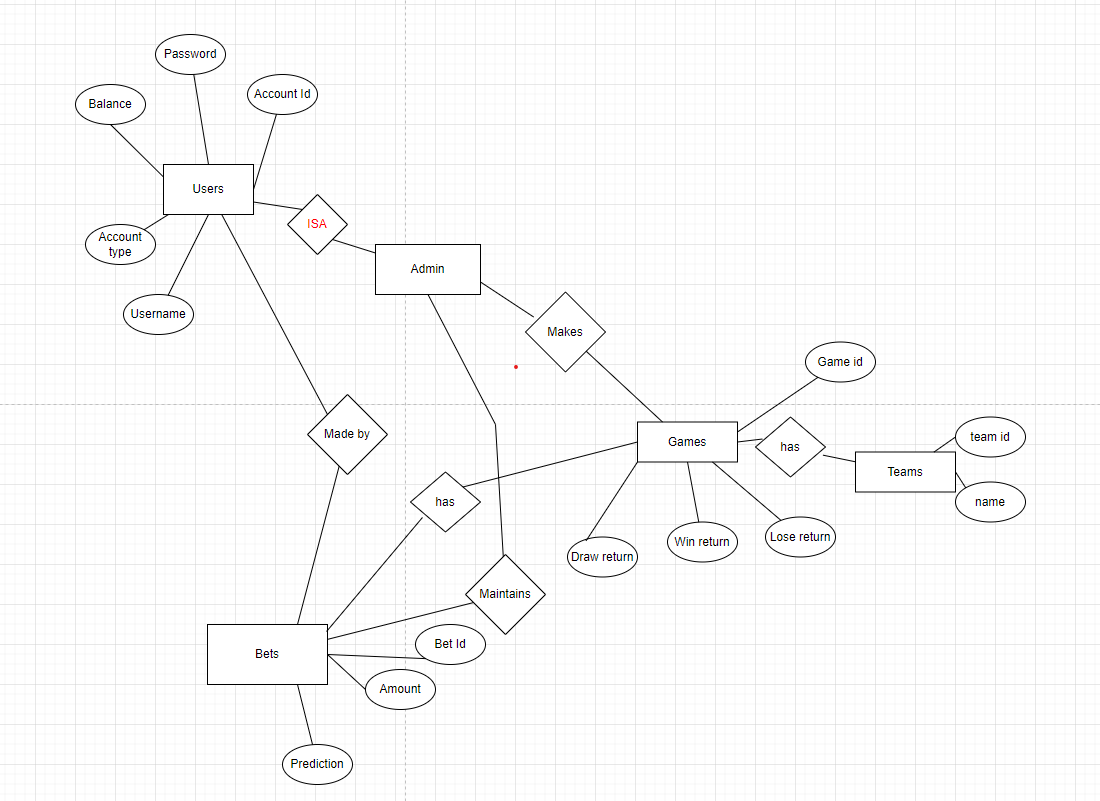 Password
Account Id
Balance
Users
ISA
Account
type
Admin
Username
Makes
Game id
Made by
Games
has
team id
Teams
name
has
Draw return
Win return
Lose return
Maintains
Bet Id
Bets
Amount
Prediction